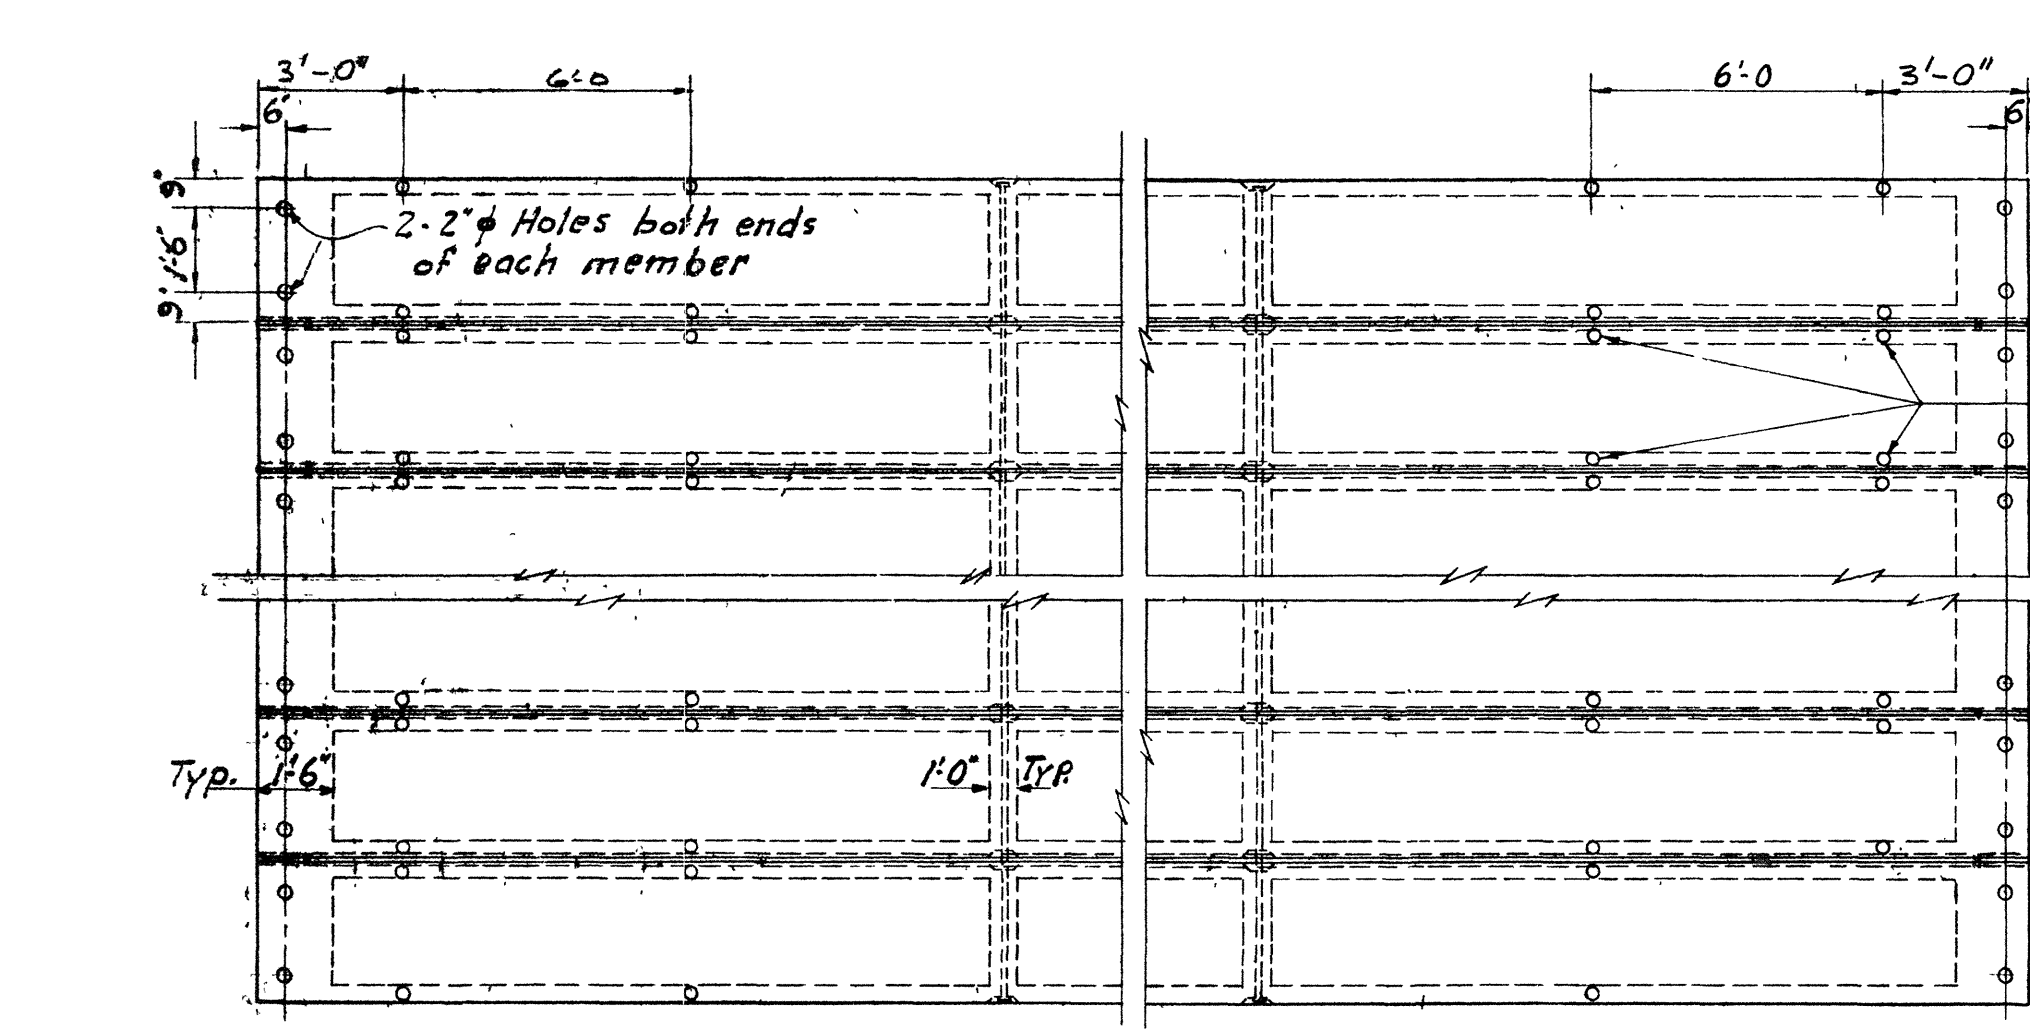 3'-0" 6'-0 6'-0 3'-0"
6' 6
9"
2-2"ϕ Holes both ends
of each member
1'-6"
9'
Typ. 1'-6" 1'-0" Typ.